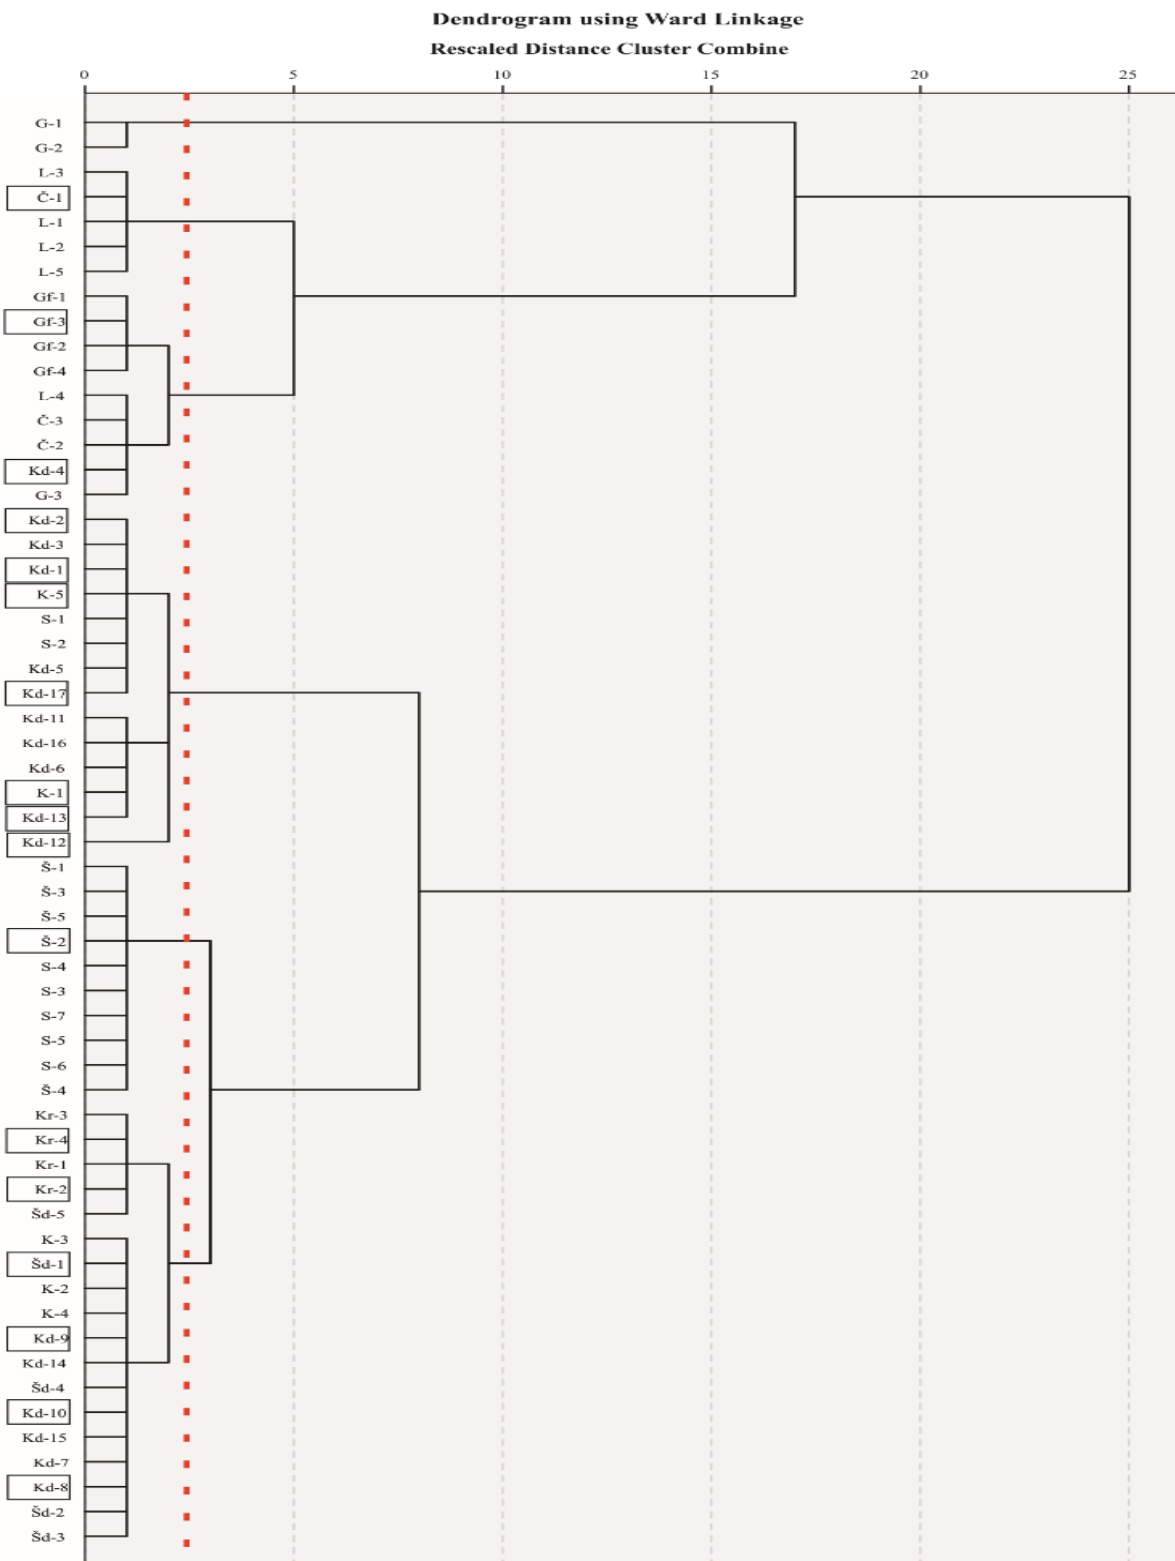 Dendrogram using Ward Linkage
Rescaled Distance Cluster Combine
0 5 10 15 20 25
G-1
G-2
L-3
Č-1
L-1
L-2
L-5
Gf-1
Gf-3
Gf-2
Gf-4
L-4
Č-3
Č-2
Kd-4
G-3
Kd-2
Kd-3
Kd-1
K-5
S-1
S-2
Kd-5
Kd-17
Kd-11
Kd-16
Kd-6
K-1
Kd-13
Kd-12
Š-1
Š-3
Š-5
Š-2
S-4
S-3
S-7
S-5
S-6
Š-4
Kr-3
Kr-4
Kr-1
Kr-2
Šd-5
K-3
Šd-1
K-2
K-4
Kd-9
Kd-14
Šd-4
Kd-10
Kd-15
Kd-7
Kd-8
Šd-2
Šd-3